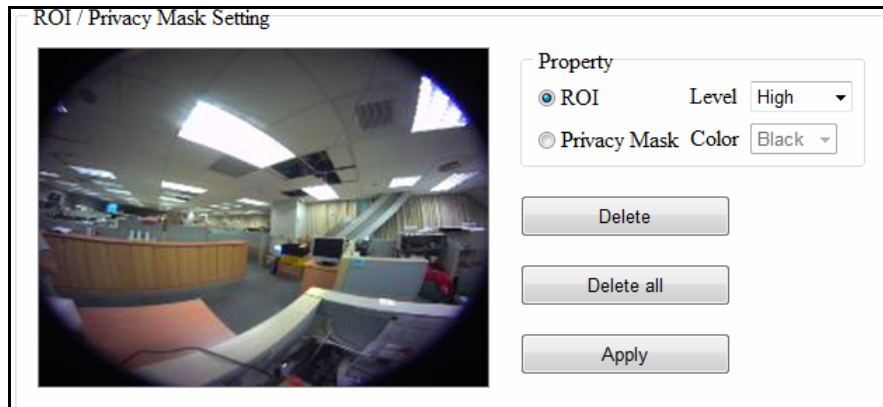 ROI / Privacy Mask Setting
Property
ROI Level High
Privacy Mask Color Black
Delete
Delete all
Apply